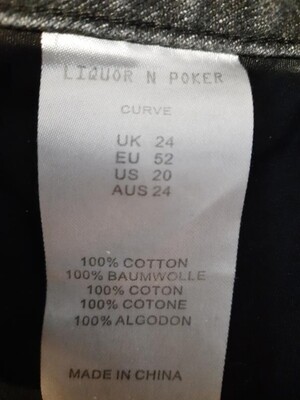 LIQUOR N POKER
CURVE
UK 24
EU 52
US 20
AUS 24
100% COTTON
100% BAUMWOLLE
100% COTON
100% COTONE
100% ALGODON
MADE IN CHINA